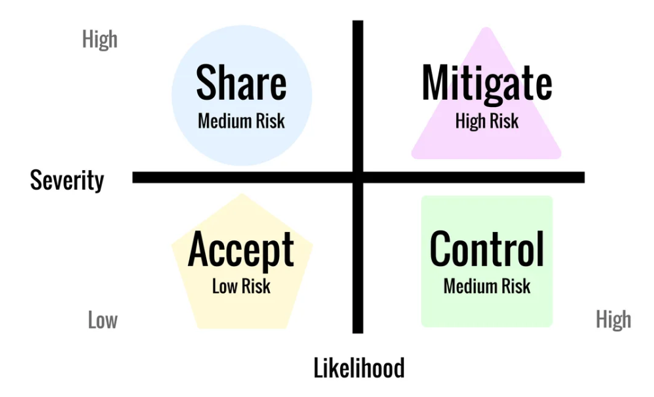 High
Share
Medium Risk
Mitigate
High Risk
Severity
Accept
Low Risk
Control
Medium Risk
Low
High
Likelihood